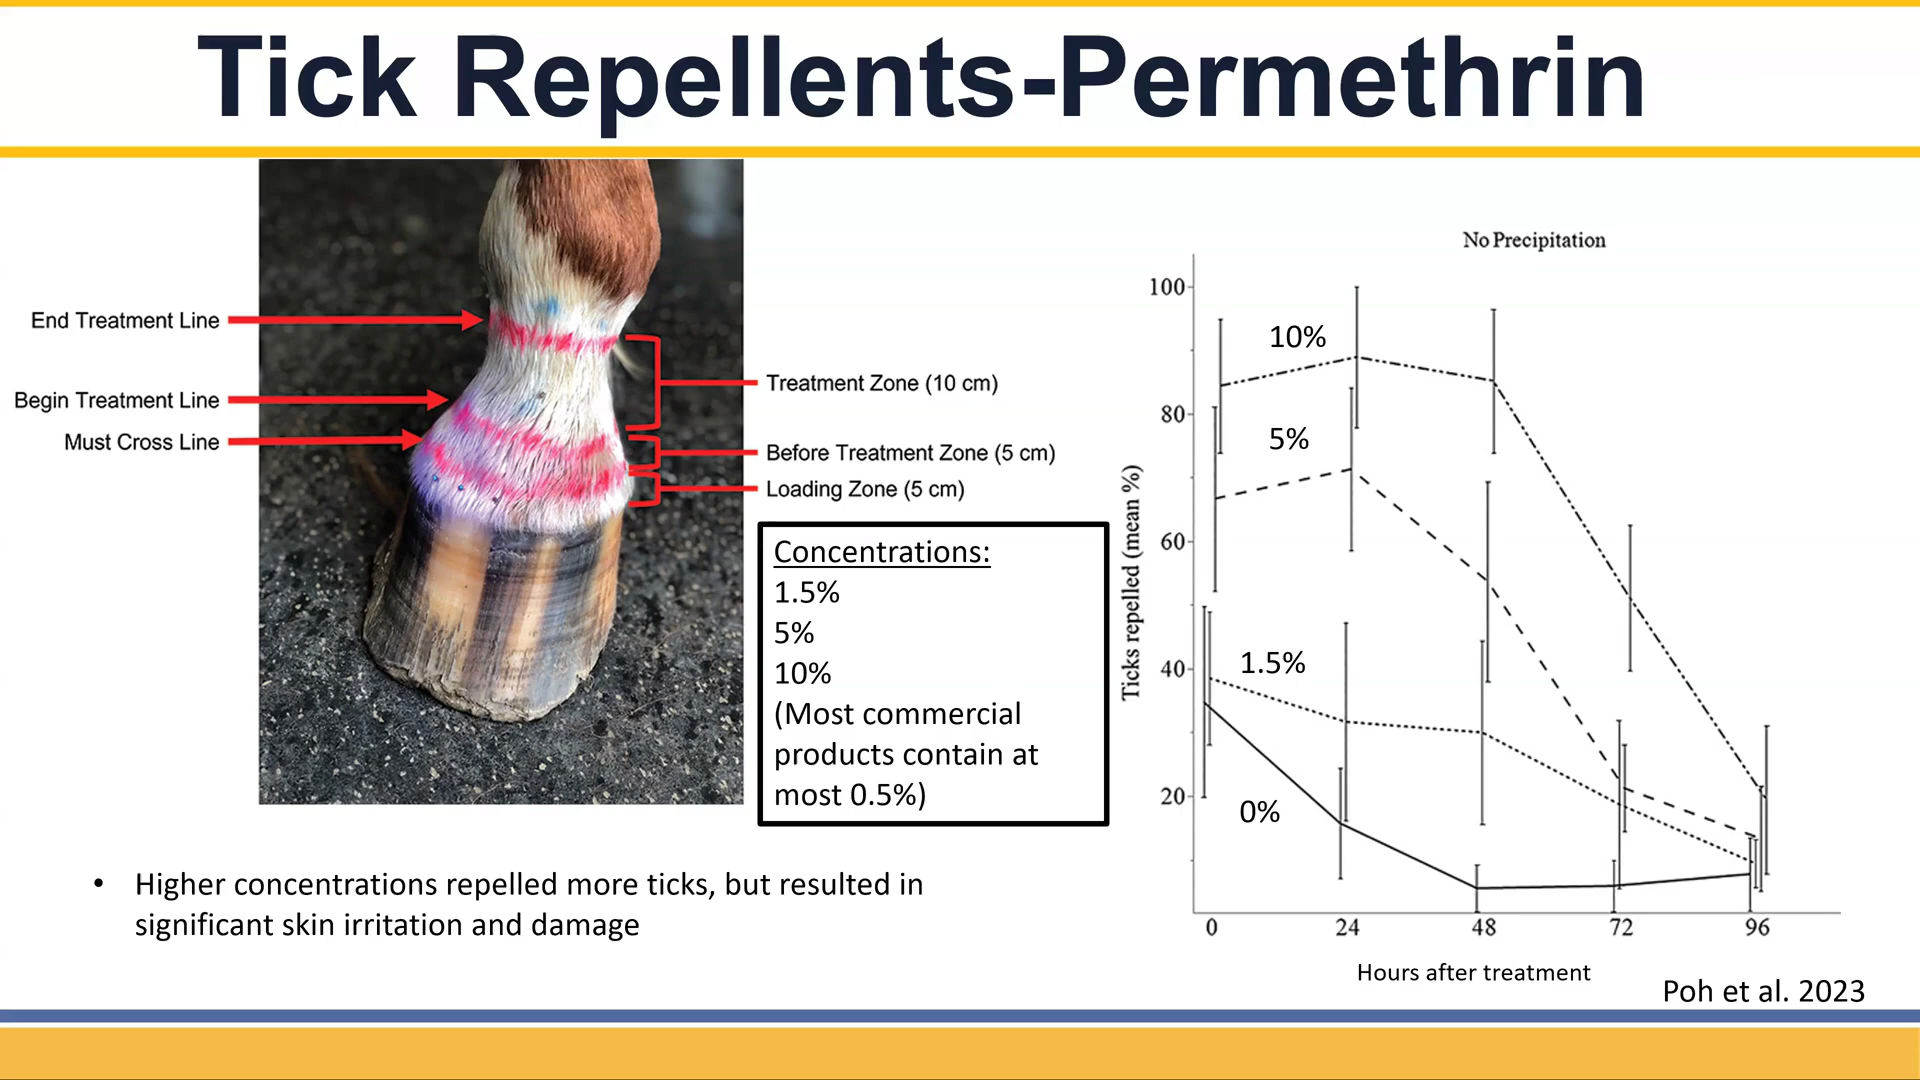 Tick Repellents-Permethrin
End Treatment Line
Begin Treatment Line
Must Cross Line
Treatment Zone (10 cm)
Before Treatment Zone (5 cm)
Loading Zone (5 cm)
Concentrations:
1.5%
5%
10%
(Most commercial
products contain at
most 0.5%)
• Higher concentrations repelled more ticks, but resulted in
significant skin irritation and damage
No Precipitation
Ticks repelled (mean %)
100
80
60
40
20
10%
5%
1.5%
0%
0 24 48 72 96
Hours after treatment
Poh et al. 2023